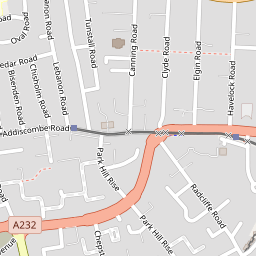 Oval Road
Cedar Road
Bisenden Road
Chisholm Road
Lebanon Road
Tunstall Road
Canning Road
Clyde Road
Elgin Road
Havelock Road
Addiscombe Road
Park Hill Rise
Radcliffe Road
A232
Park Hill Rise